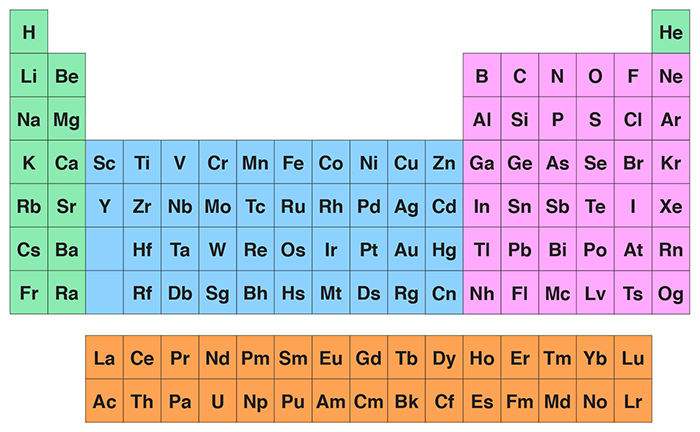 H He
Li Be B C N O F Ne
Na Mg Al Si P S Cl Ar
K Ca Sc Ti V Cr Mn Fe Co Ni Cu Zn Ga Ge As Se Br Kr
Rb Sr Y Zr Nb Mo Tc Ru Rh Pd Ag Cd In Sn Sb Te I Xe
Cs Ba Hf Ta W Re Os Ir Pt Au Hg Tl Pb Bi Po At Rn
Fr Ra Rf Db Sg Bh Hs Mt Ds Rg Cn Nh Fl Mc Lv Ts Og
La Ce Pr Nd Pm Sm Eu Gd Tb Dy Ho Er Tm Yb Lu
Ac Th Pa U Np Pu Am Cm Bk Cf Es Fm Md No Lr